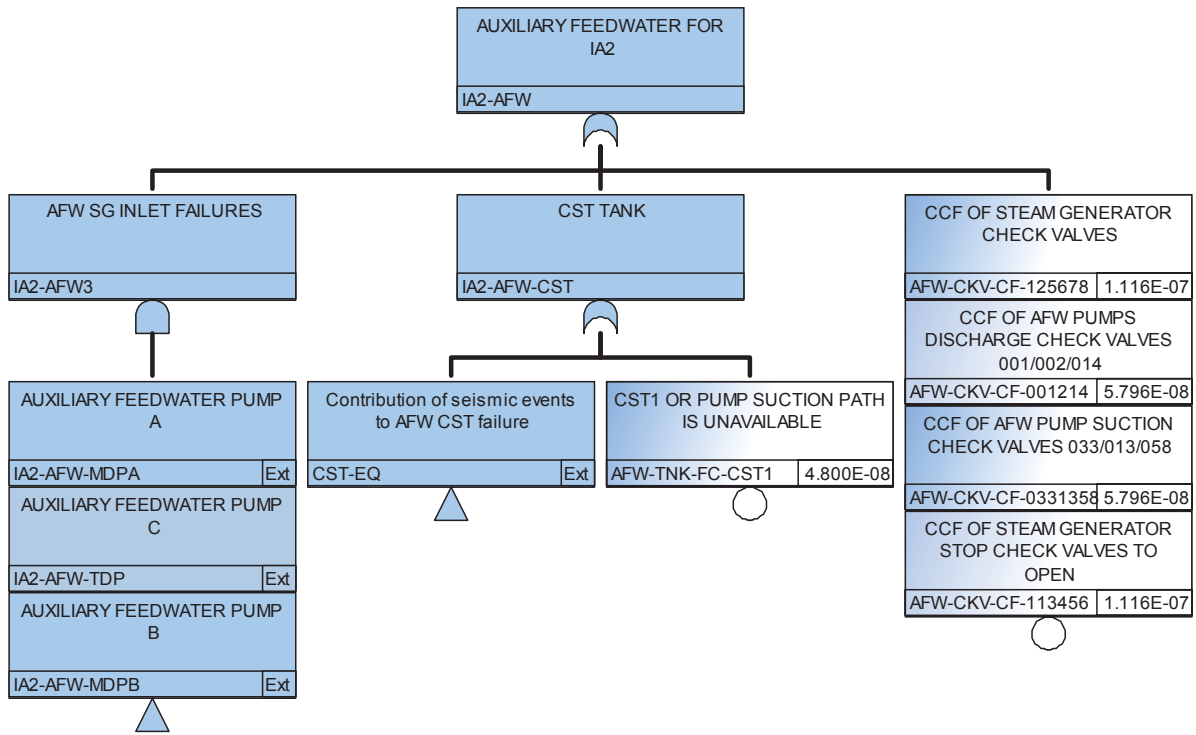 AUXILIARY FEEDWATER FOR
IA2
IA2-AFW
AFW SG INLET FAILURES
IA2-AFW3
CST TANK
IA2-AFW-CST
CCF OF STEAM GENERATOR
CHECK VALVES
AFW-CKV-CF-125678 1.116E-07
CCF OF AFW PUMPS
DISCHARGE CHECK VALVES
001/002/014
AFW-CKV-CF-001214 5.796E-08
CCF OF AFW PUMP SUCTION
CHECK VALVES 033/013/058
AFW-CKV-CF-0331358 5.796E-08
CCF OF STEAM GENERATOR
STOP CHECK VALVES TO
OPEN
AFW-CKV-CF-113456 1.116E-07
AUXILIARY FEEDWATER PUMP
A
IA2-AFW-MDPA Ext
AUXILIARY FEEDWATER PUMP
C
IA2-AFW-TDP Ext
AUXILIARY FEEDWATER PUMP
B
IA2-AFW-MDPB Ext
Contribution of seismic events
to AFW CST failure
CST-EQ Ext
CST1 OR PUMP SUCTION PATH
IS UNAVAILABLE
AFW-TNK-FC-CST1 4.800E-08